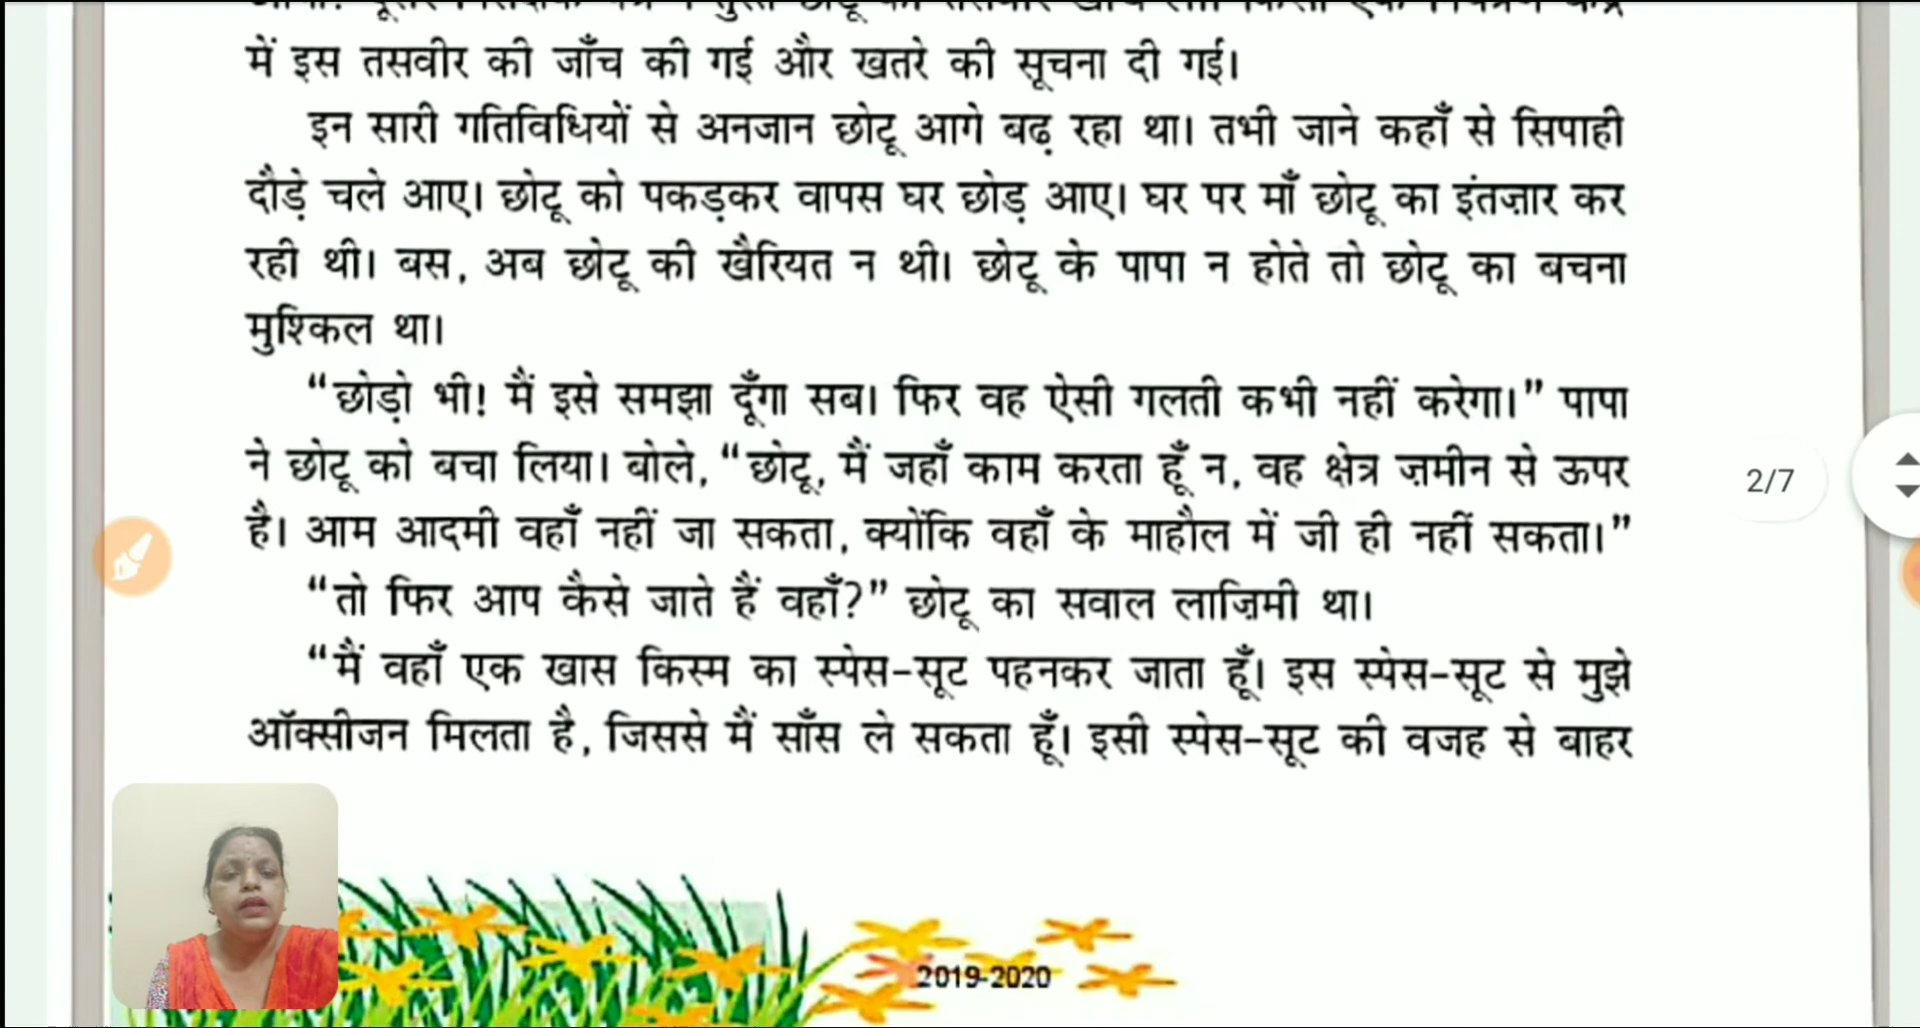 में इस तसवीर की जाँच की गई और खतरे की सूचना दी गई।
इन सारी गतिविधियों से अनजान छोटू आगे बढ़ रहा था। तभी जाने कहाँ से सिपाही
दौड़े चले आए। छोटू को पकड़कर वापस घर छोड़ आए। घर पर माँ छोटू का इंतज़ार कर
रही थी। बस, अब छोटू की खैरियत न थी। छोटू के पापा न होते तो छोटू का बचना
मुश्किल था।
“छोड़ो भी! मैं इसे समझा दूँगा सब। फिर वह ऐसी गलती कभी नहीं करेगा।” पापा
ने छोटू को बचा लिया। बोले, “छोटू, मैं जहाँ काम करता हूँ न, वह क्षेत्र ज़मीन से ऊपर
है। आम आदमी वहाँ नहीं जा सकता, क्योंकि वहाँ के माहौल में जी ही नहीं सकता।”
“तो फिर आप कैसे जाते हैं वहाँ?” छोटू का सवाल लाज़िमी था।
“मैं वहाँ एक खास किस्म का स्पेस-सूट पहनकर जाता हूँ। इस स्पेस-सूट से मुझे
ऑक्सीजन मिलता है, जिससे मैं साँस ले सकता हूँ। इसी स्पेस-सूट की वजह से बाहर
2/7
2019-2020